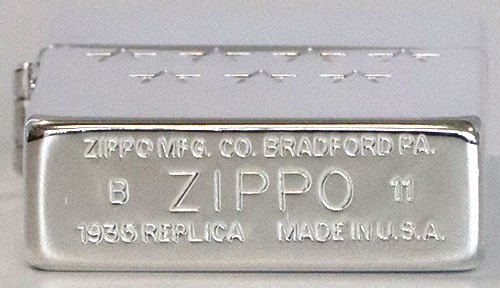 ZIPPO MFG. CO. BRADFORD PA.
B ZIPPO 11
1935 REPLICA MADE IN U.S.A.